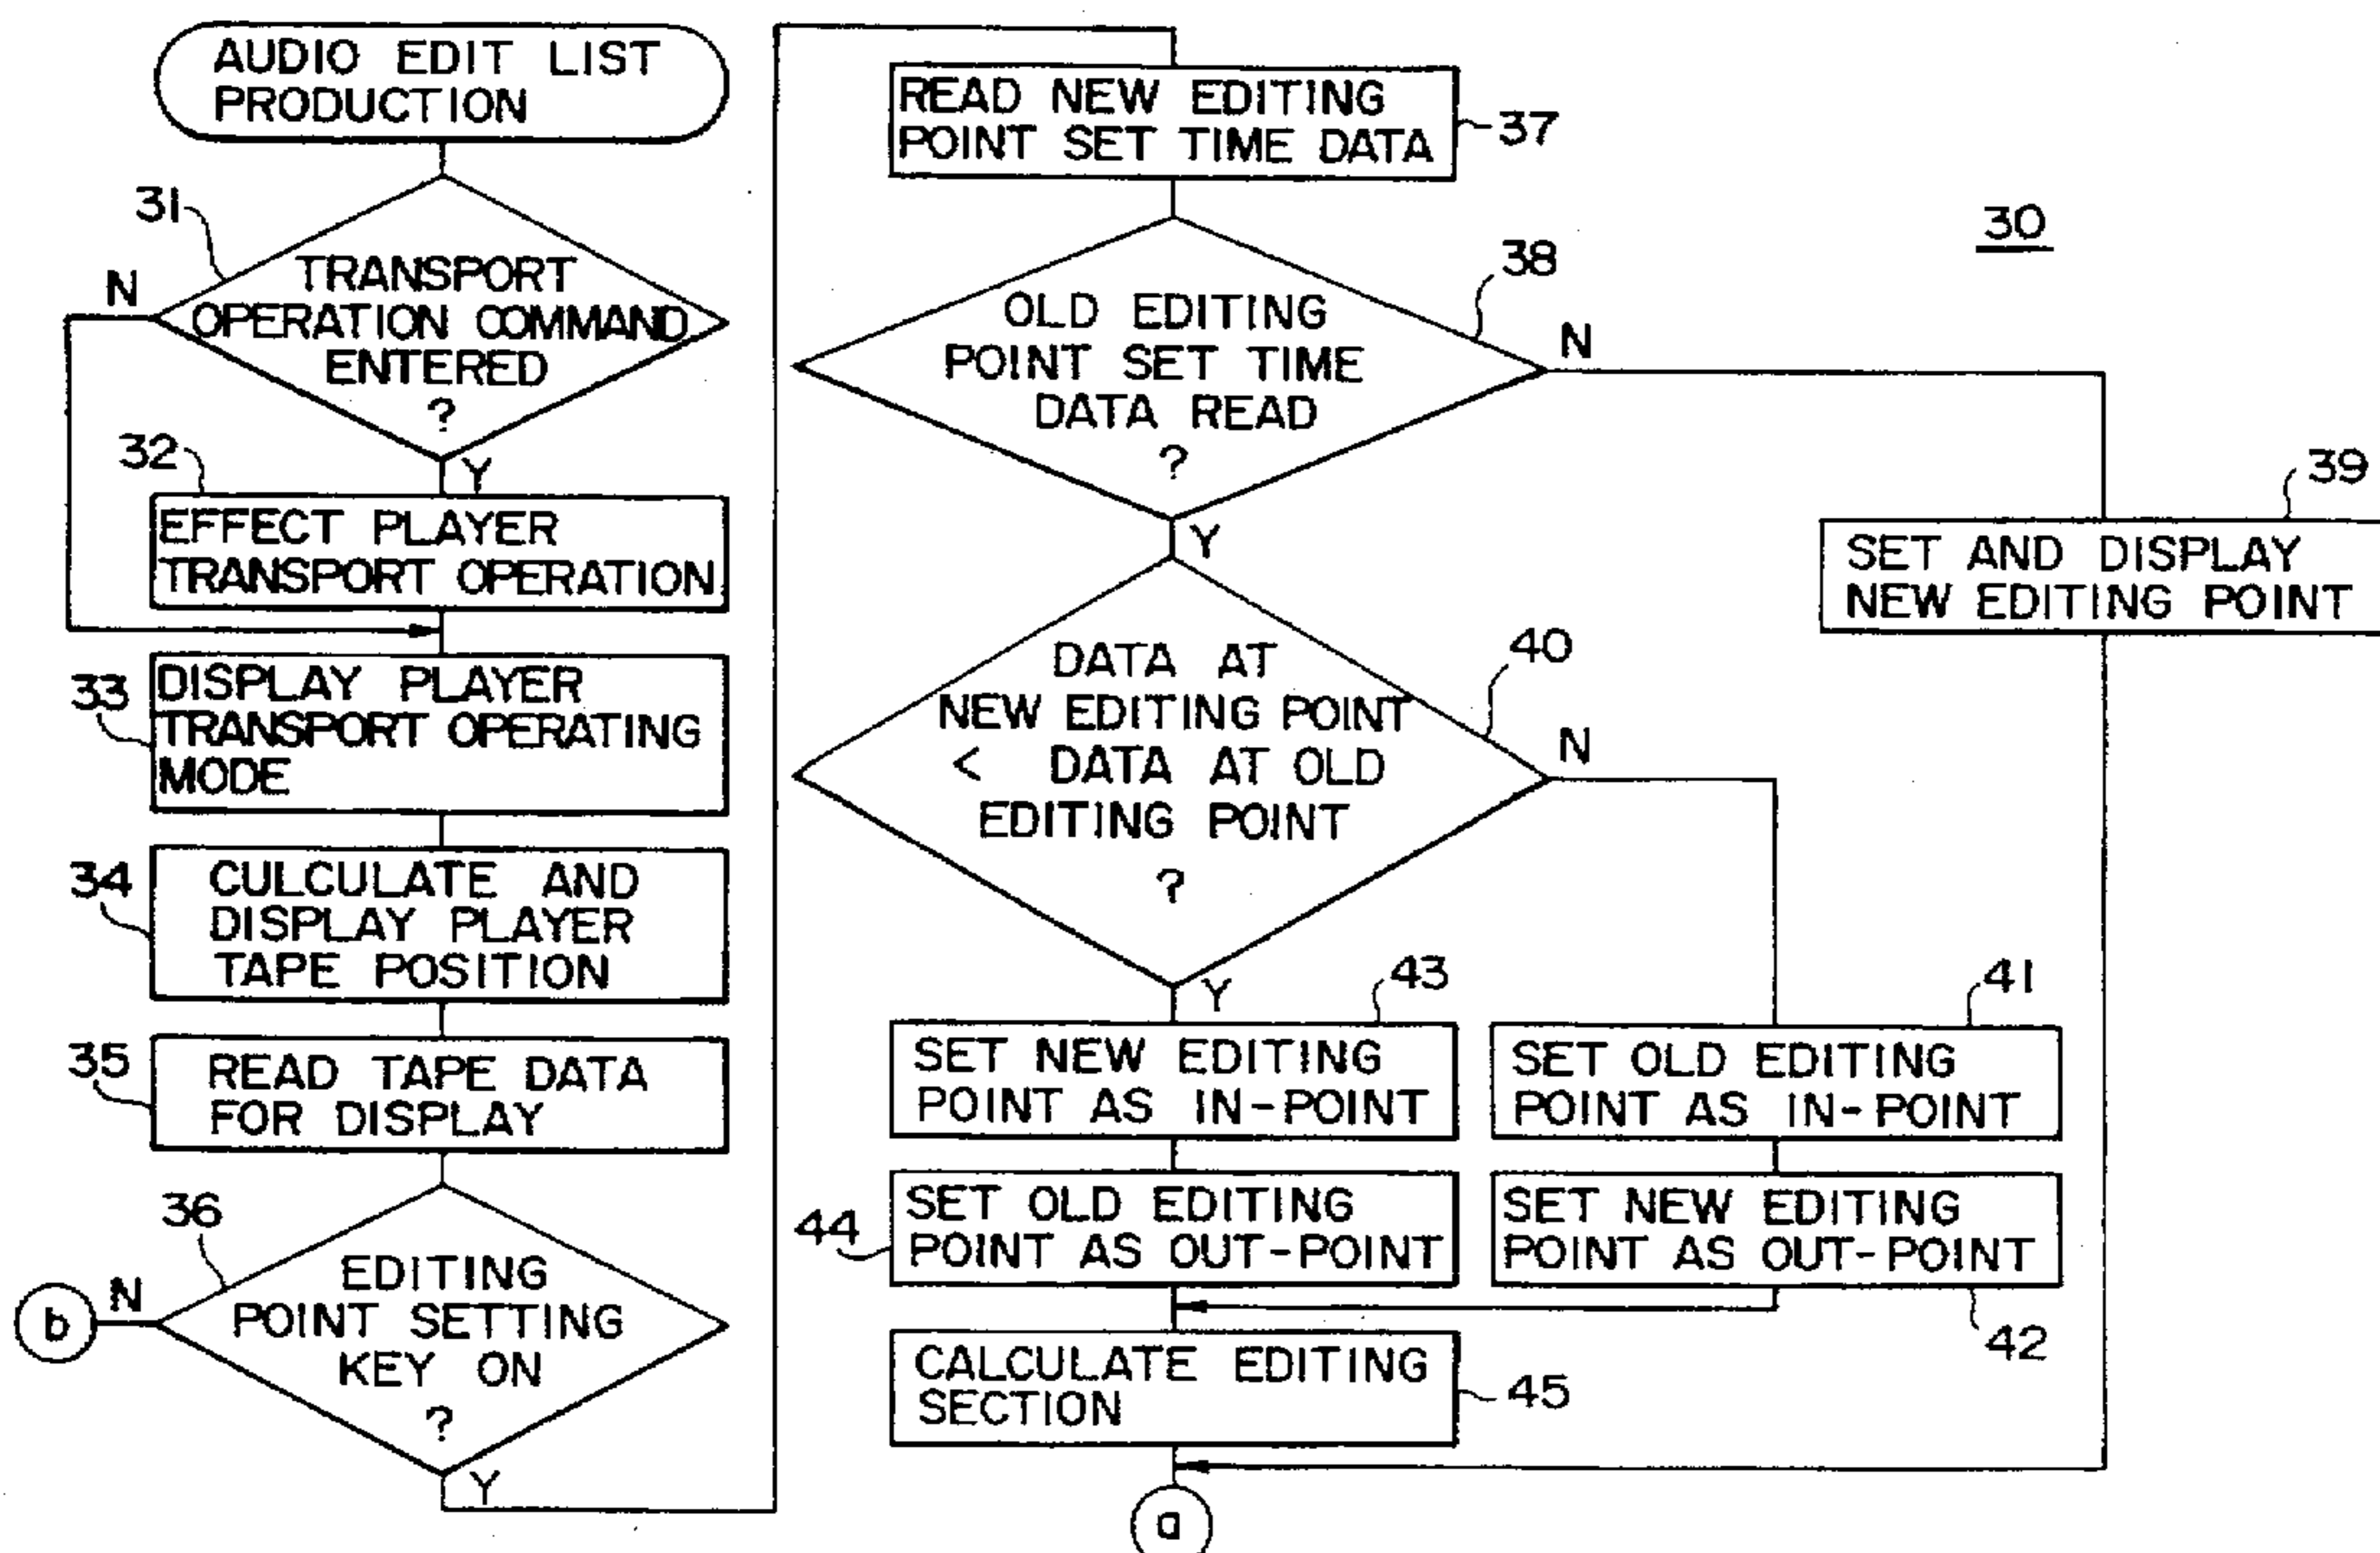 AUDIO EDIT LIST
PRODUCTION
31
N
TRANSPORT
OPERATION COMMAND
ENTERED
?
Y
32
EFFECT PLAYER
TRANSPORT OPERATION
33
DISPLAY PLAYER
TRANSPORT OPERATING
MODE
34
CULCULATE AND
DISPLAY PLAYER
TAPE POSITION
35
READ TAPE DATA
FOR DISPLAY
36
b
N
EDITING
POINT SETTING
KEY ON
?
Y
READ NEW EDITING
POINT SET TIME DATA
37
30
38
OLD EDITING
POINT SET TIME
DATA READ
?
N
Y
39
SET AND DISPLAY
NEW EDITING POINT
40
DATA AT
NEW EDITING POINT
< DATA AT OLD
EDITING POINT
?
N
Y
43
SET NEW EDITING
POINT AS IN-POINT
41
SET OLD EDITING
POINT AS IN-POINT
44
SET OLD EDITING
POINT AS OUT-POINT
SET NEW EDITING
POINT AS OUT-POINT
42
CALCULATE EDITING
SECTION
45
a